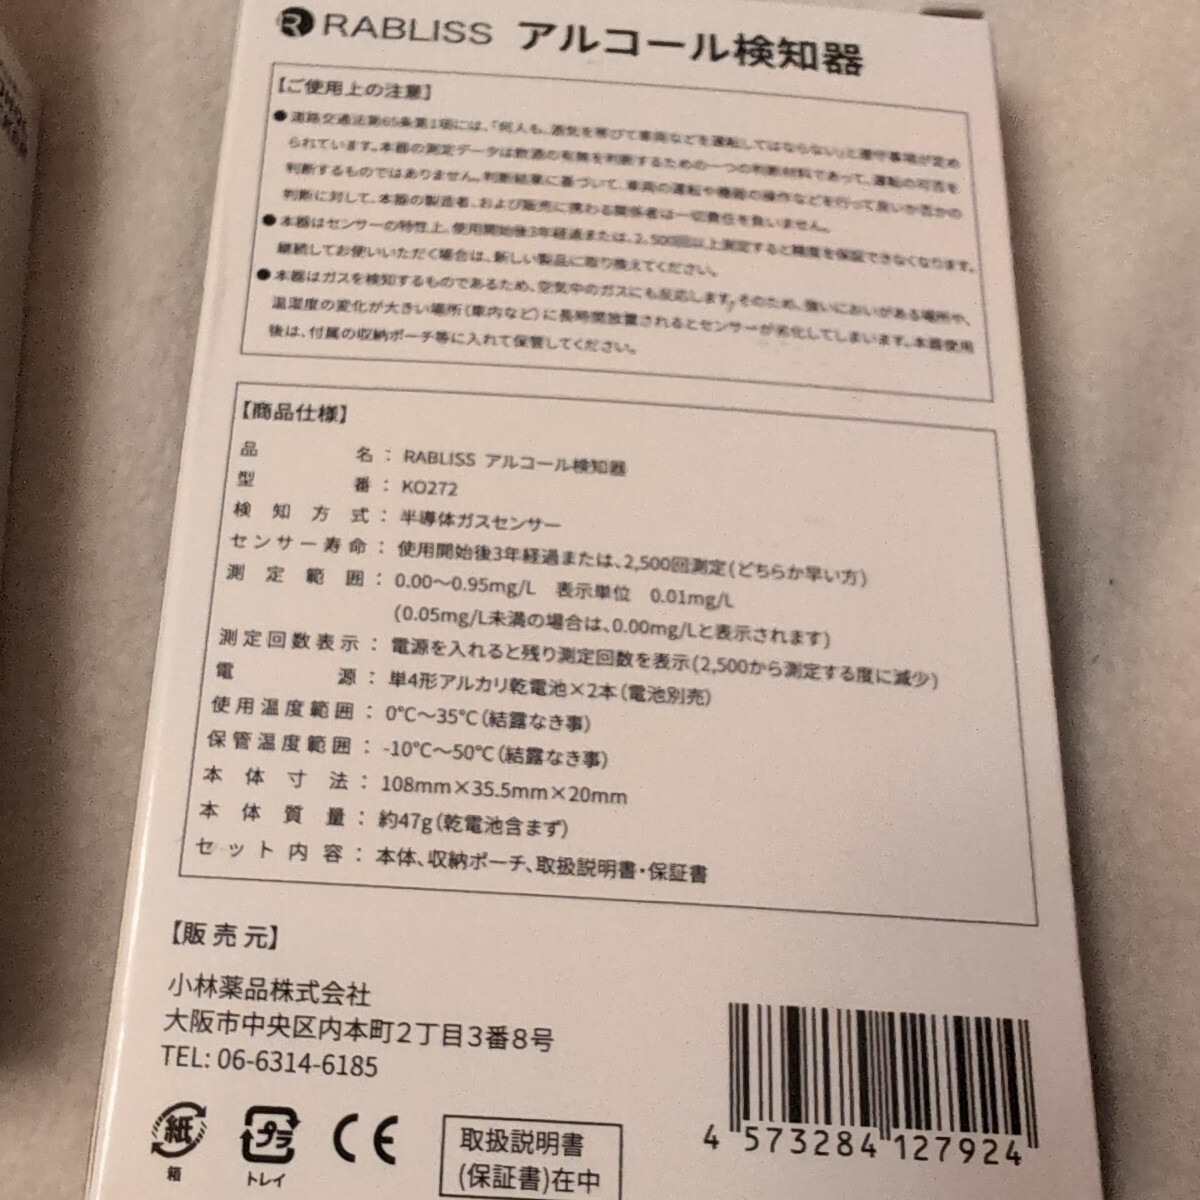 RABLISS アルコール検知器
【ご使用上の注意】
●道路交通法第65条第1項には、「何人も、酒気を帯びて車両などを運転してはならない」と遵守事項が定め
られています。本器の測定データは飲酒の有無を判断するための一つの判断材料であって、運転の可否を
判断するものではありません。判断結果に基づいて、車両の運転や機器の操作などを行って良いか否かの
判断に対して、本器の製造者、および販売に携わる関係者は一切責任を負いません。
●本器はセンサーの特性上、使用開始後3年経過または、2,500回以上測定すると精度を保証できなくなります。
継続してお使いいただく場合は、新しい製品に取り換えてください。
●本器はガスを検知するものであるため、空気中のガスにも反応します。そのため、強いにおいがある場所や、
温湿度の変化が大きい場所(車内など)に長時間放置されるとセンサーが劣化してしまいます。本器使用
後は、付属の収納ポーチ等に入れて保管してください。
【商品仕様】
品名：RABLISS アルコール検知器
型番：KO272
検知方式：半導体ガスセンサー
センサー寿命：使用開始後3年経過または、2,500回測定(どちらか早い方)
測定範囲：0.00～0.95mg/L 表示単位 0.01mg/L
(0.05mg/L未満の場合は、0.00mg/Lと表示されます)
測定回数表示：電源を入れると残り測定回数を表示(2,500から測定する度に減少)
電源：単4形アルカリ乾電池×2本(電池別売)
使用温度範囲：0℃～35℃(結露なき事)
保管温度範囲：-10℃～50℃(結露なき事)
本体寸法：108mm×35.5mm×20mm
本体質量：約47g(乾電池含まず)
セット内容：本体、収納ポーチ、取扱説明書・保証書
【販売元】
小林薬品株式会社
大阪市中央区内本町2丁目3番8号
TEL: 06-6314-6185
紙
箱
プラ
トレイ
CE
取扱説明書
(保証書)在中
4 573284 127924